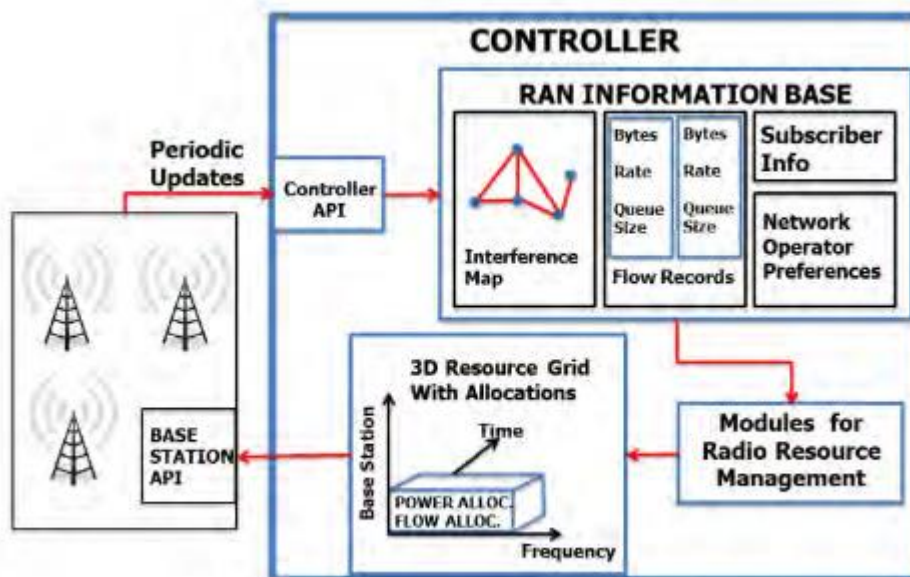 CONTROLLER
RAN INFORMATION BASE
Periodic
Updates
Controller
API
Interference
Map
Bytes
Rate
Queue
Size
Bytes
Rate
Queue
Size
Flow Records
Subscriber
Info
Network
Operator
Preferences
BASE
STATION
API
3D Resource Grid
With Allocations
Base Station
Time
POWER ALLOC.
FLOW ALLOC.
Frequency
Modules for
Radio Resource
Management